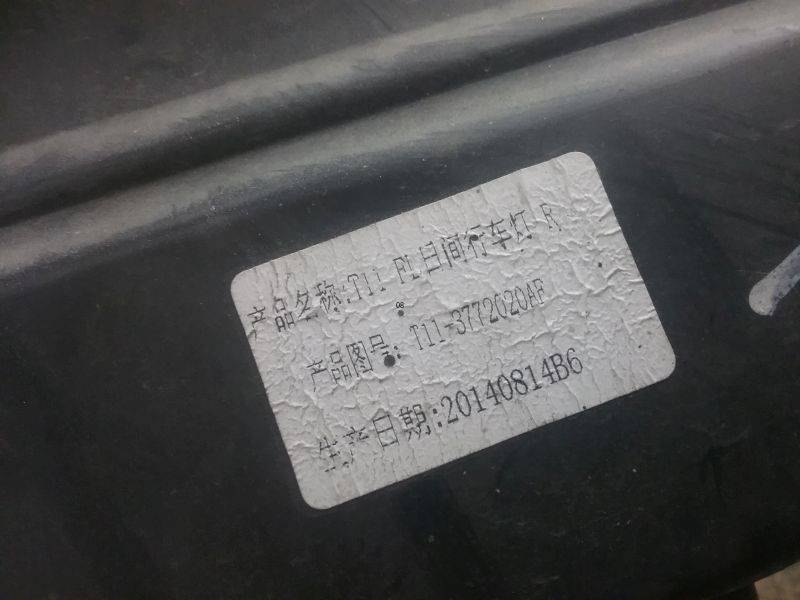 产品名称:T11 FL日间行车灯 R
产品图号: T11-3772020AF
生产日期:20140814B6